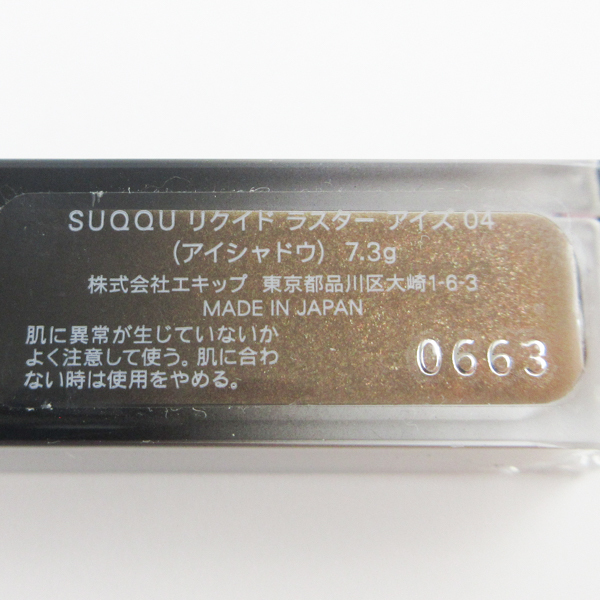 SUQQU リクイド ラスター アイズ 04
(アイシャドウ) 7.3g
株式会社エキップ 東京都品川区大崎1-6-3
MADE IN JAPAN
肌に異常が生じていないか
よく注意して使う。肌に合わ
ない時は使用をやめる。
0663